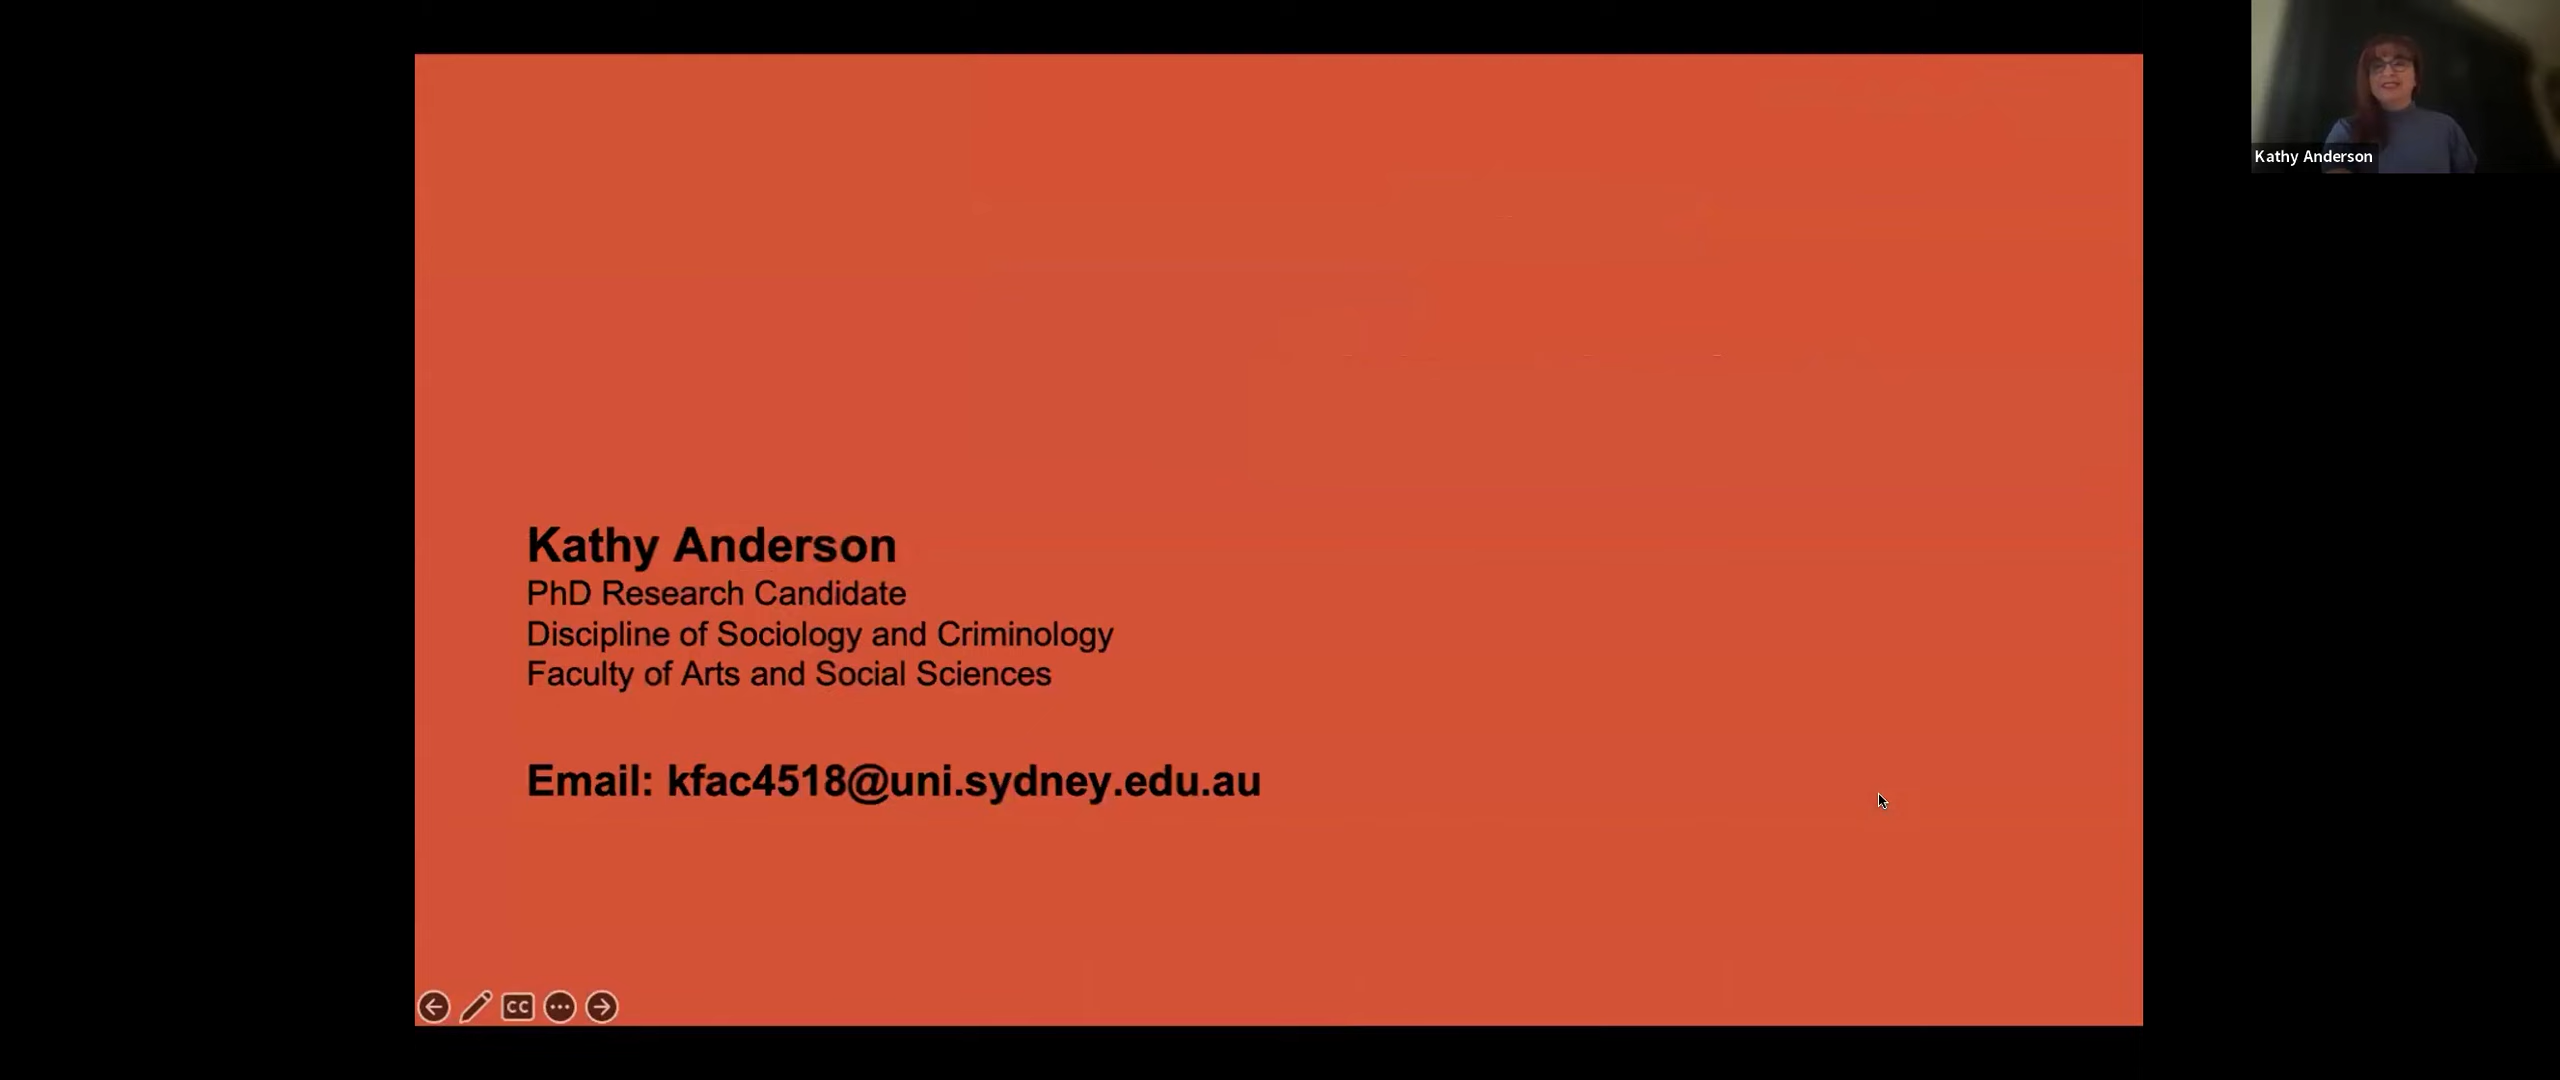 Kathy Anderson
Kathy Anderson
PhD Research Candidate
Discipline of Sociology and Criminology
Faculty of Arts and Social Sciences
Email: kfac4518@uni.sydney.edu.au
CC